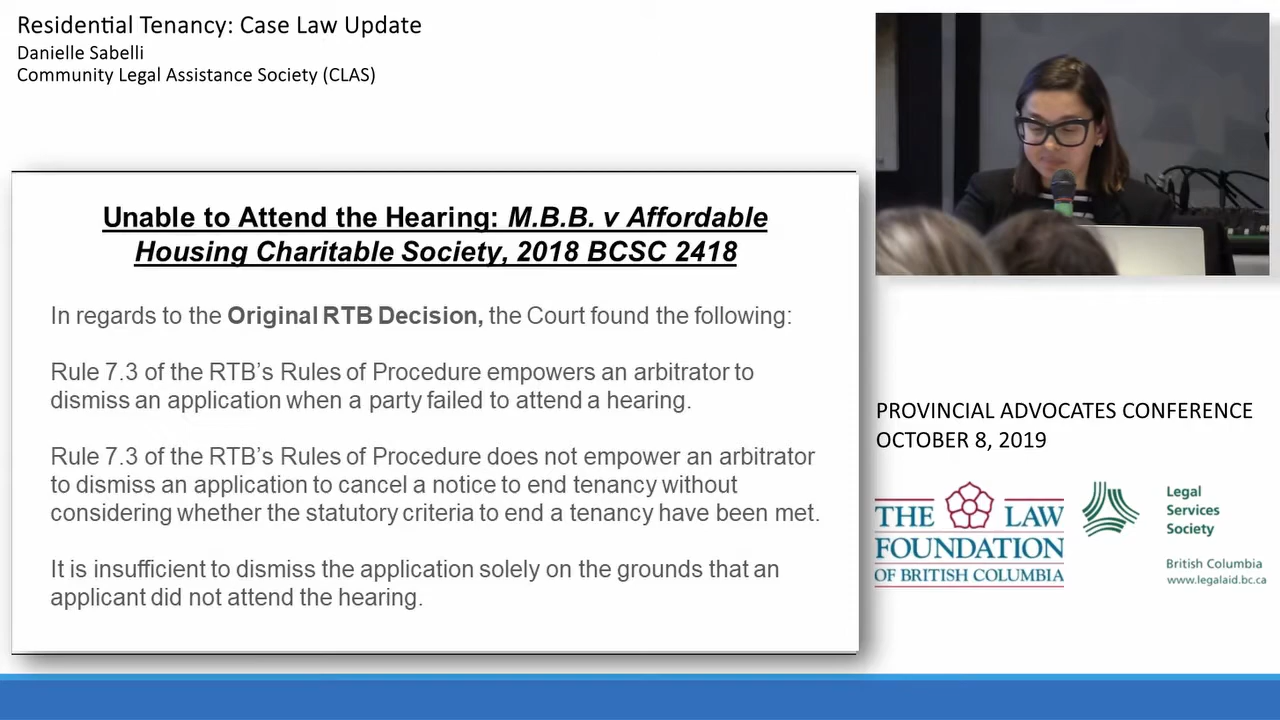 Residential Tenancy: Case Law Update
Danielle Sabelli
Community Legal Assistance Society (CLAS)
Unable to Attend the Hearing: M.B.B. v Affordable
Housing Charitable Society, 2018 BCSC 2418
In regards to the Original RTB Decision, the Court found the following:
Rule 7.3 of the RTB's Rules of Procedure empowers an arbitrator to
dismiss an application when a party failed to attend a hearing.
Rule 7.3 of the RTB's Rules of Procedure does not empower an arbitrator
to dismiss an application to cancel a notice to end tenancy without
considering whether the statutory criteria to end a tenancy have been met.
It is insufficient to dismiss the application solely on the grounds that an
applicant did not attend the hearing.
PROVINCIAL ADVOCATES CONFERENCE
OCTOBER 8, 2019
THE LAW
FOUNDATION
OF BRITISH COLUMBIA
Legal
Services
Society
British Columbia
www.legalaid.bc.ca